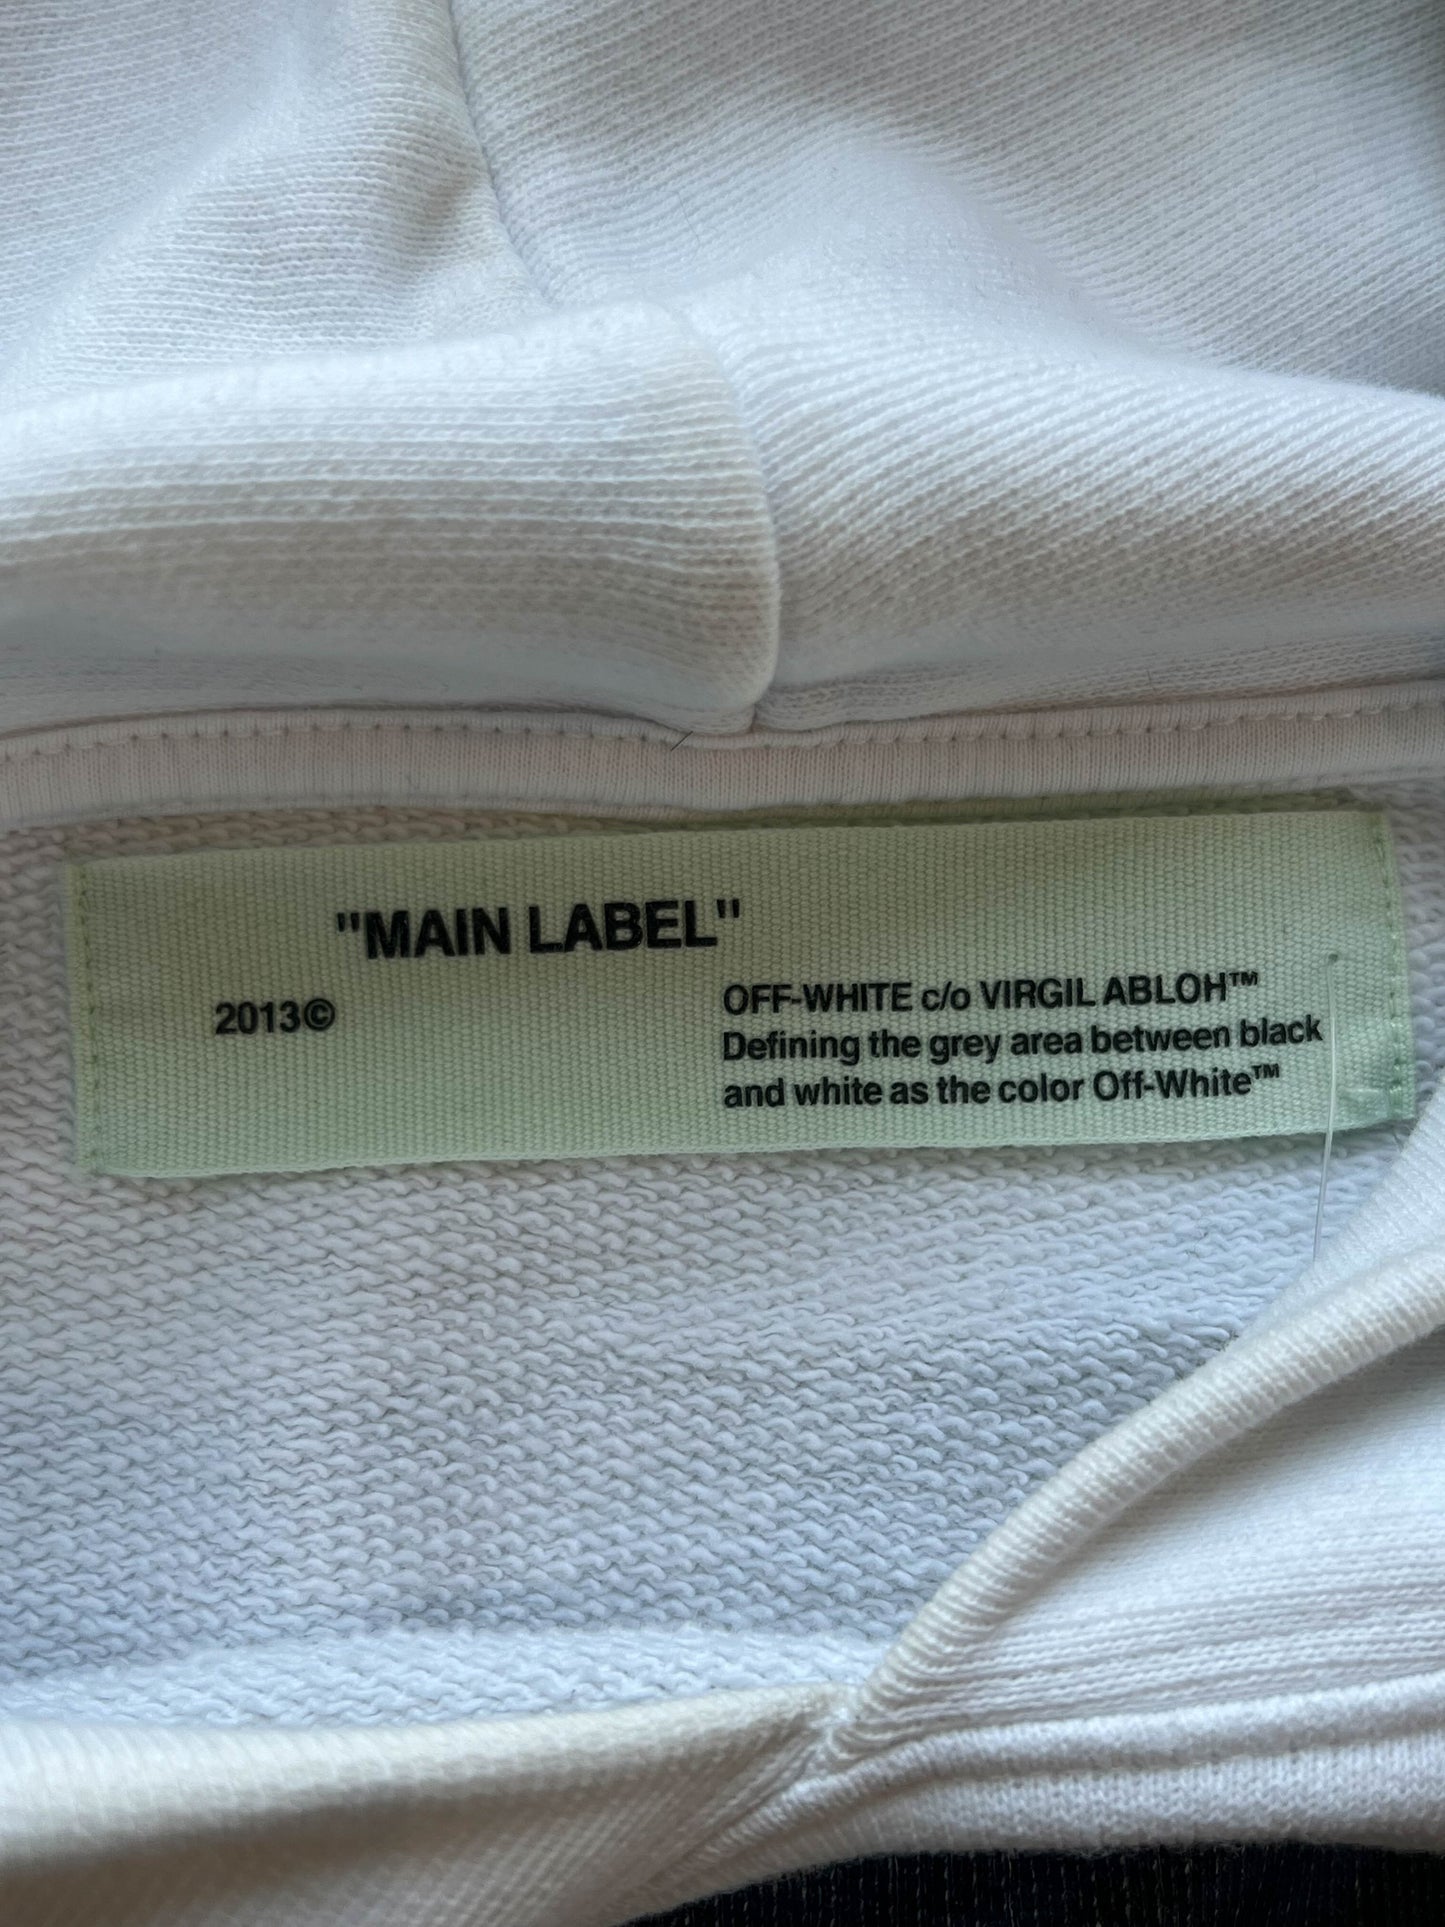 "MAIN LABEL"
2013©
OFF-WHITE c/o VIRGIL ABLOH™
Defining the grey area between black
and white as the color Off-White™